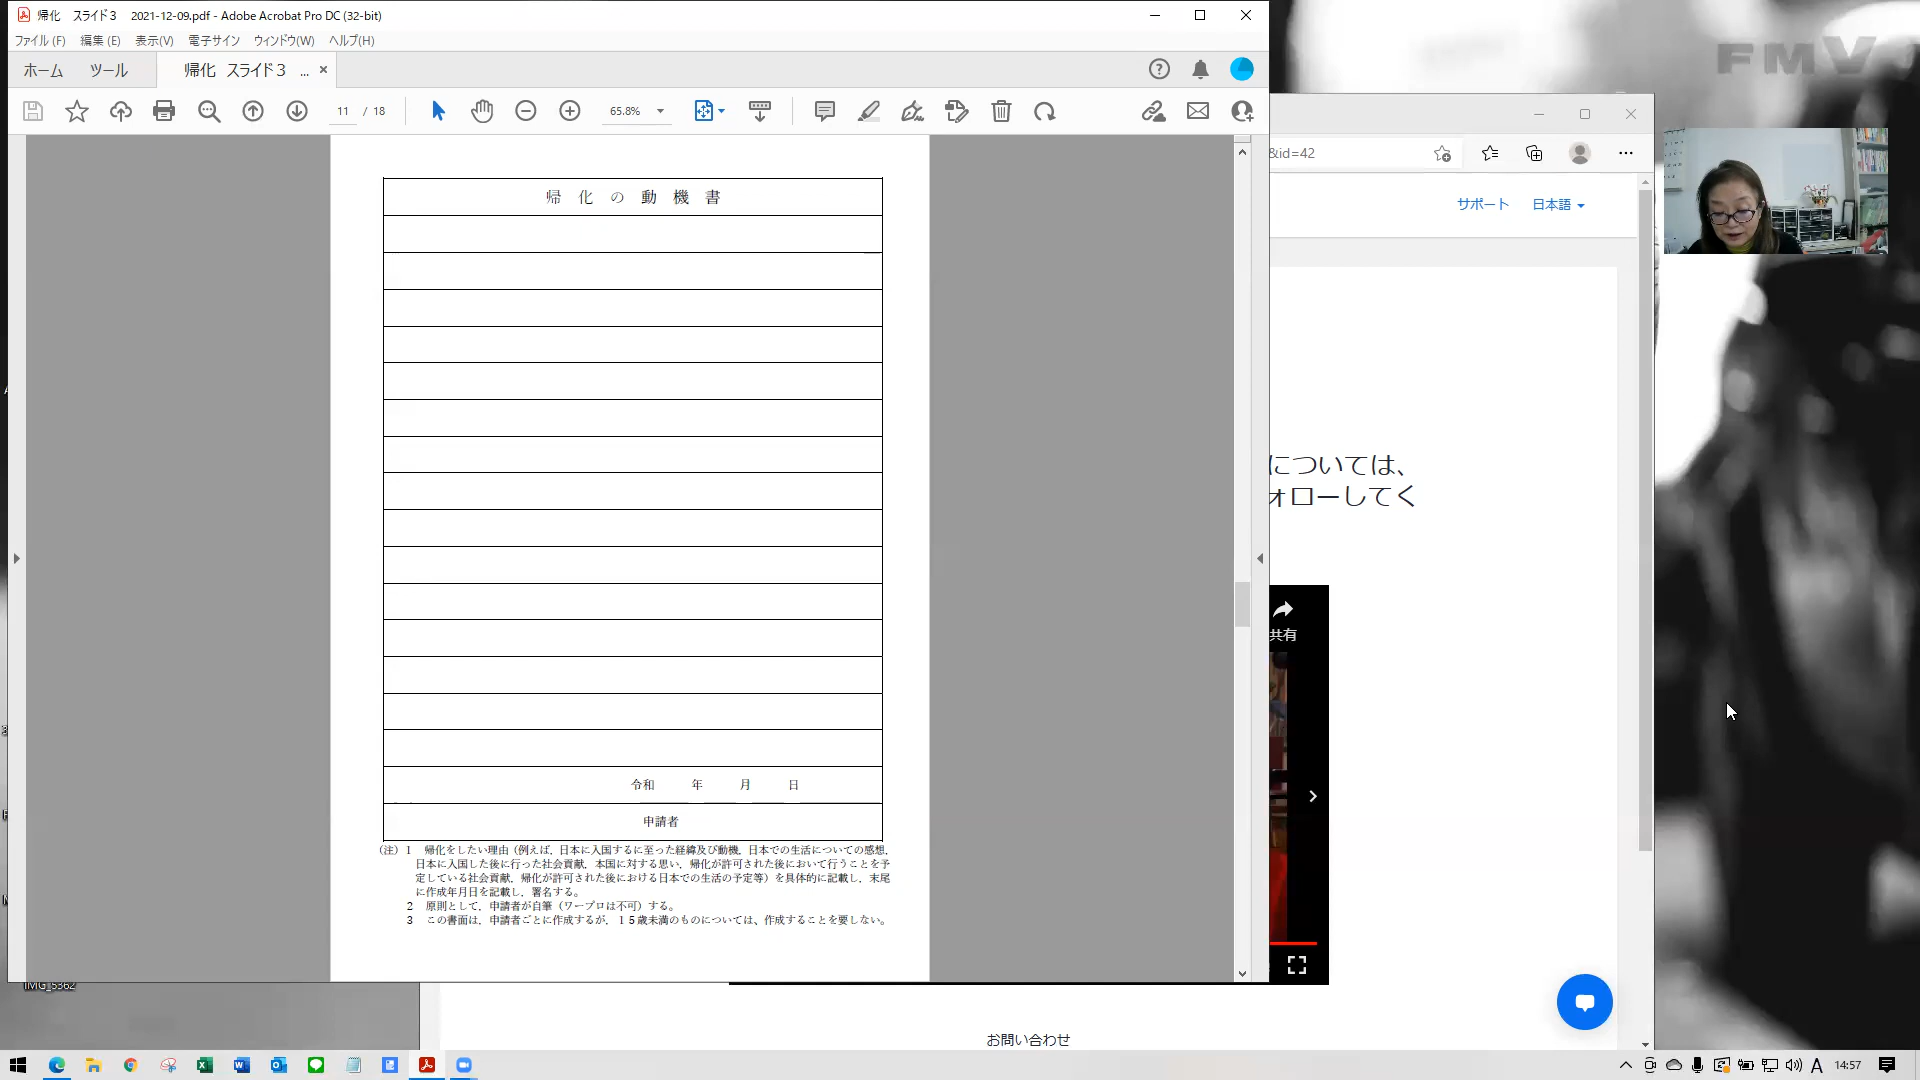 帰化 スライド３ 2021-12-09.pdf - Adobe Acrobat Pro DC (32-bit)
ファイル (F) 編集 (E) 表示(V) 電子サイン ウィンドウ(W) ヘルプ(H)
ホーム ツール 帰化 スライド３ ... ×
11 / 18 65.8%
帰化の動機書
令和 年 月 日
申請者
（注）１ 帰化をしたい理由（例えば，日本に入国するに至った経緯及び動機，日本での生活についての感想，
日本に入国した後に行った社会貢献，本国に対する思い，帰化が許可された後において行うことを予
定している社会貢献，帰化が許可された後における日本での生活の予定等）を具体的に記載し，末尾
に作成年月日を記載し，署名する。
２ 原則として，申請者が自筆（ワープロは不可）する。
３ この書面は，申請者ごとに作成するが，１５歳未満のものについては、作成することを要しない。
FMV
&id=42
サポート 日本語
については、
ォローしてく
共有
お問い合わせ
IMG_5362
A 14:57